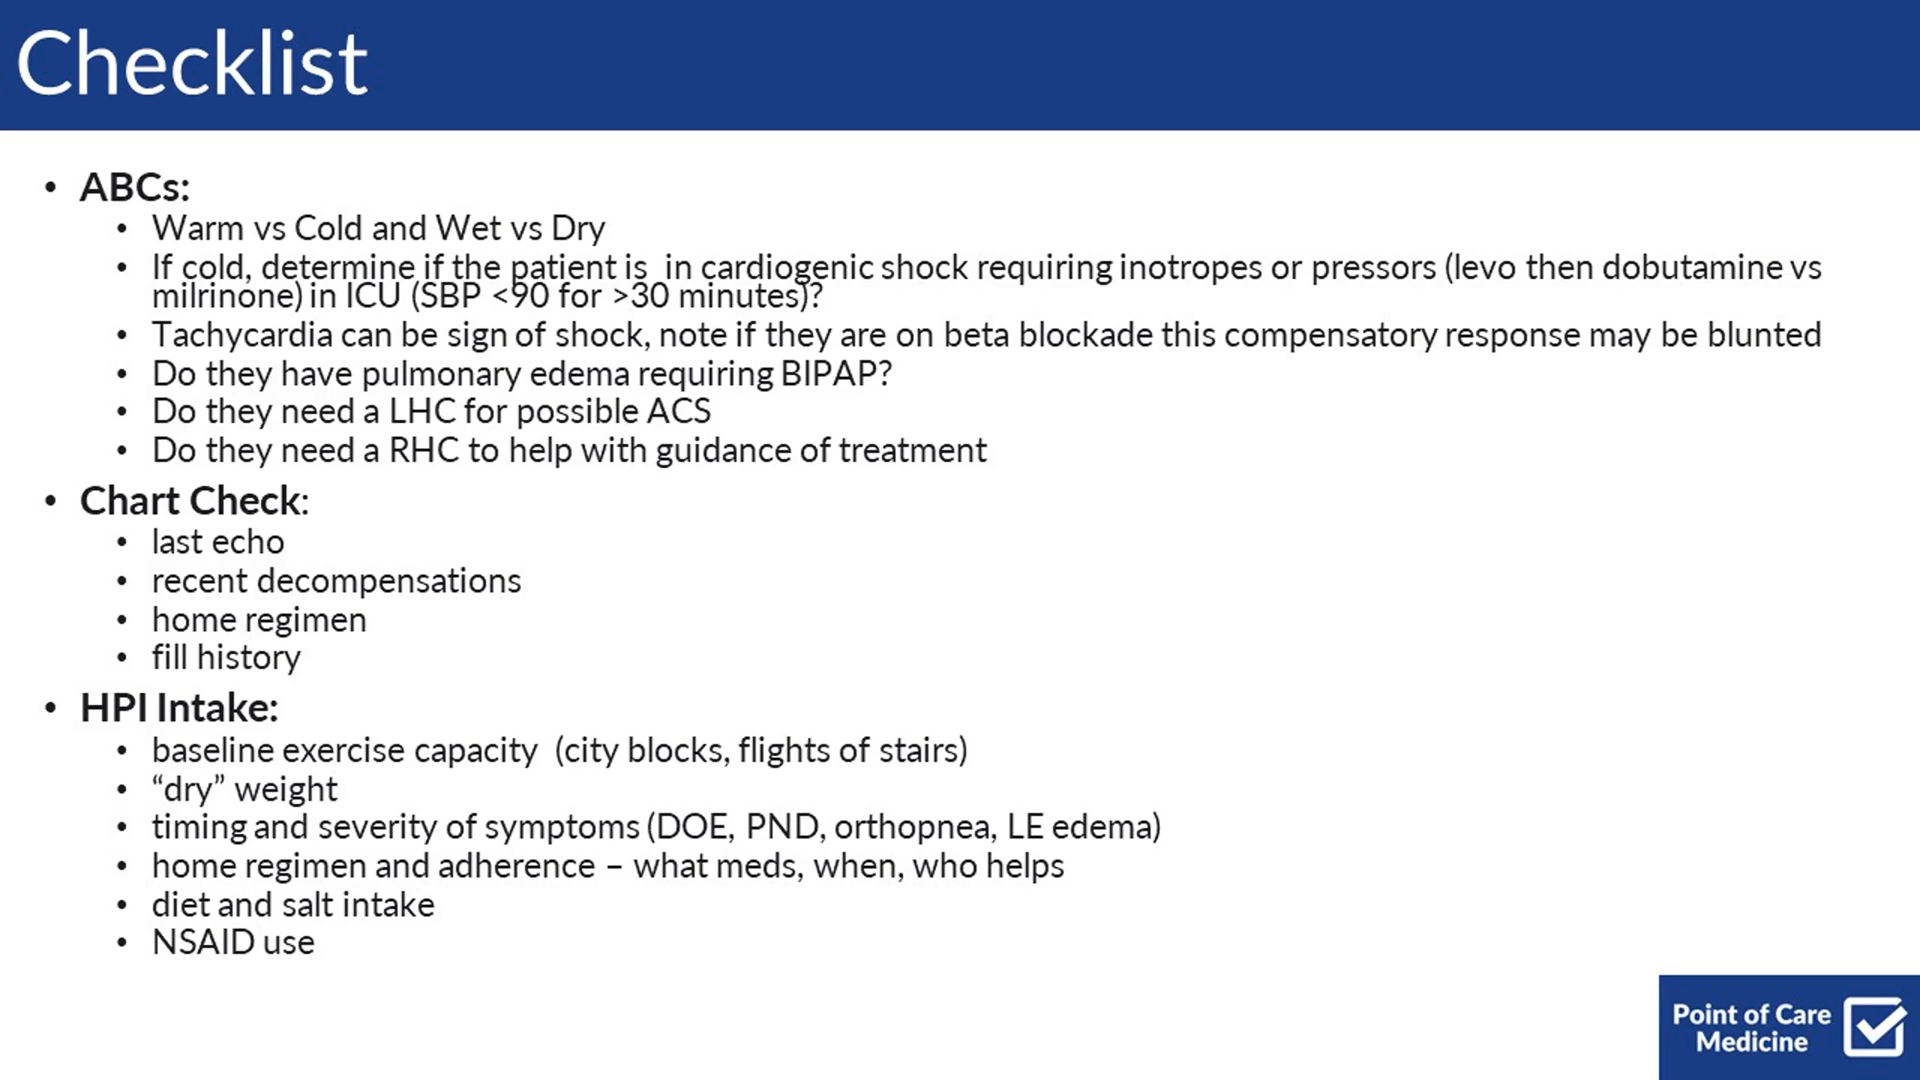 Checklist
• ABCs:
• Warm vs Cold and Wet vs Dry
• If cold, determine if the patient is  in cardiogenic shock requiring inotropes or pressors (levo then dobutamine vs
milrinone) in ICU (SBP <90 for >30 minutes)?
• Tachycardia can be sign of shock, note if they are on beta blockade this compensatory response may be blunted
• Do they have pulmonary edema requiring BIPAP?
• Do they need a LHC for possible ACS
• Do they need a RHC to help with guidance of treatment
• Chart Check:
• last echo
• recent decompensations
• home regimen
• fill history
• HPI Intake:
• baseline exercise capacity  (city blocks, flights of stairs)
• “dry” weight
• timing and severity of symptoms (DOE, PND, orthopnea, LE edema)
• home regimen and adherence – what meds, when, who helps
• diet and salt intake
• NSAID use
Point of Care
Medicine